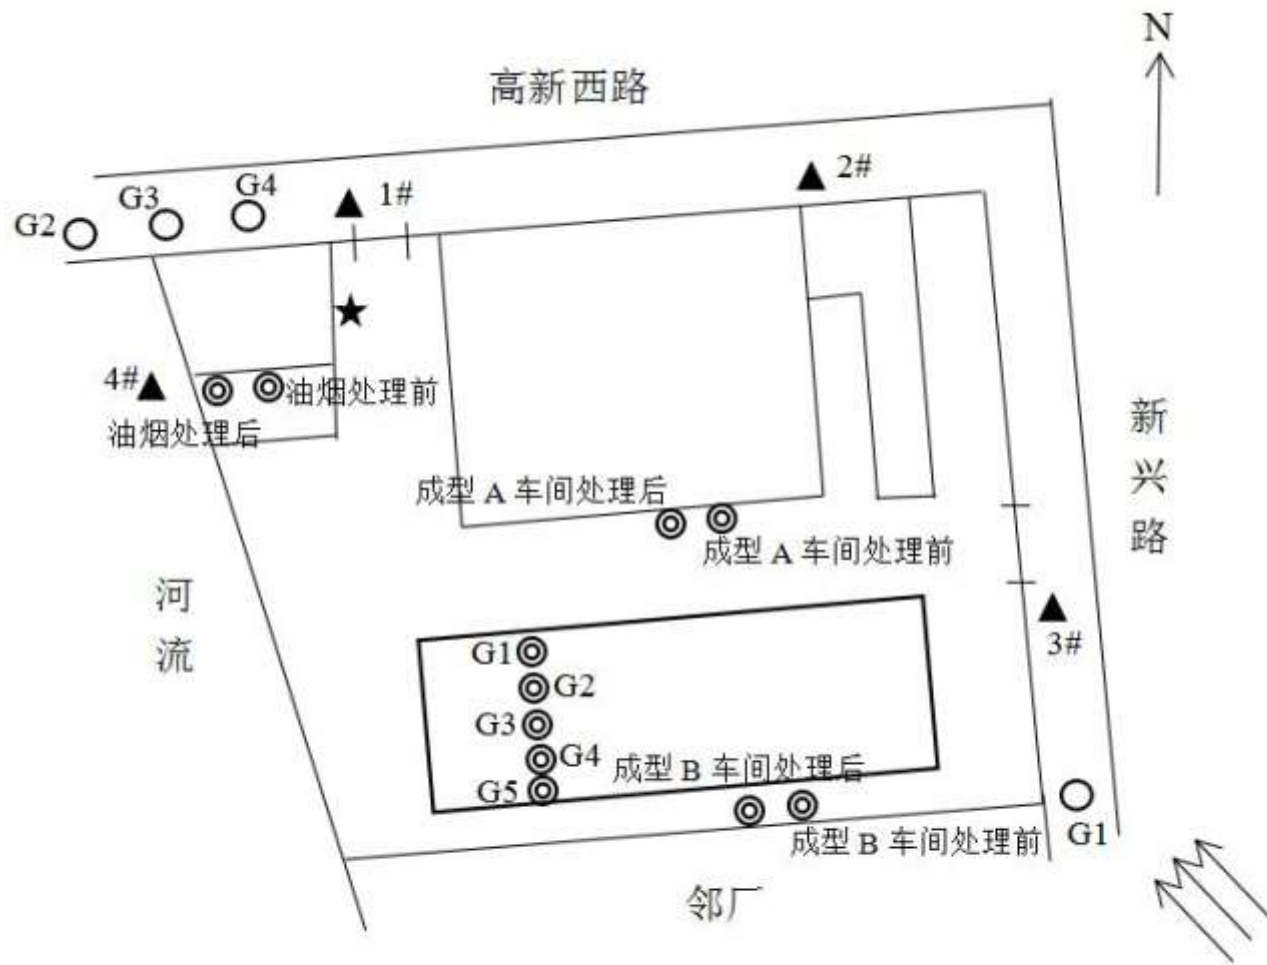 N
高新西路
G4
G3
G2
1#
2#
4#
油烟处理前
油烟处理后
新兴路
成型 A 车间处理后
成型 A 车间处理前
河流
3#
G1
G2
G3
G4
成型 B 车间处理后
G5
成型 B 车间处理前
G1
邻厂